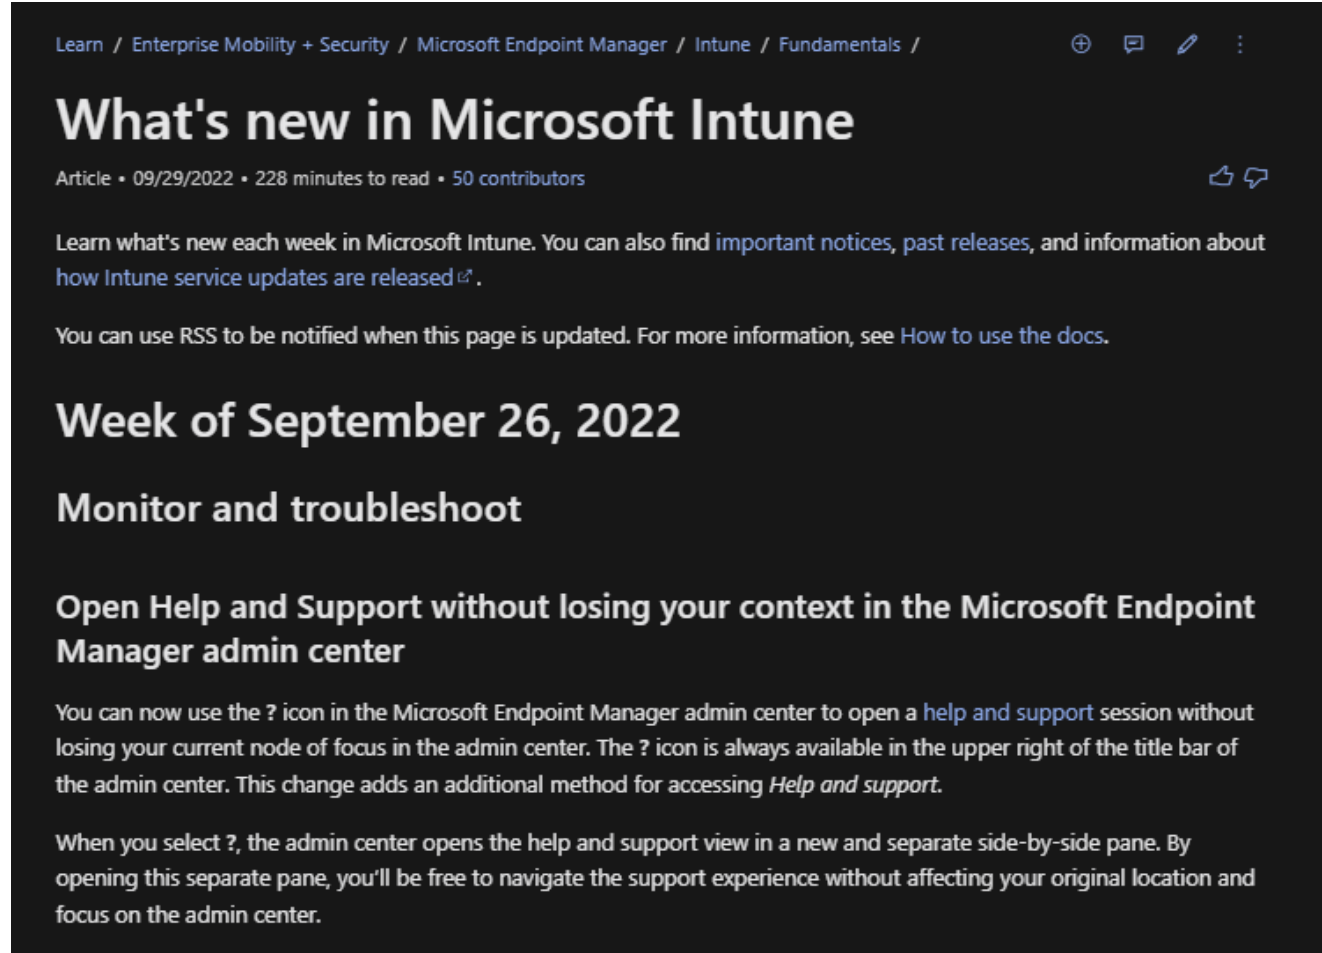 Learn / Enterprise Mobility + Security / Microsoft Endpoint Manager / Intune / Fundamentals /
What's new in Microsoft Intune
Article • 09/29/2022 • 228 minutes to read • 50 contributors
Learn what's new each week in Microsoft Intune. You can also find important notices, past releases, and information about
how Intune service updates are released.
You can use RSS to be notified when this page is updated. For more information, see How to use the docs.
Week of September 26, 2022
Monitor and troubleshoot
Open Help and Support without losing your context in the Microsoft Endpoint
Manager admin center
You can now use the ? icon in the Microsoft Endpoint Manager admin center to open a help and support session without
losing your current node of focus in the admin center. The ? icon is always available in the upper right of the title bar of
the admin center. This change adds an additional method for accessing Help and support.
When you select ?, the admin center opens the help and support view in a new and separate side-by-side pane. By
opening this separate pane, you'll be free to navigate the support experience without affecting your original location and
focus on the admin center.